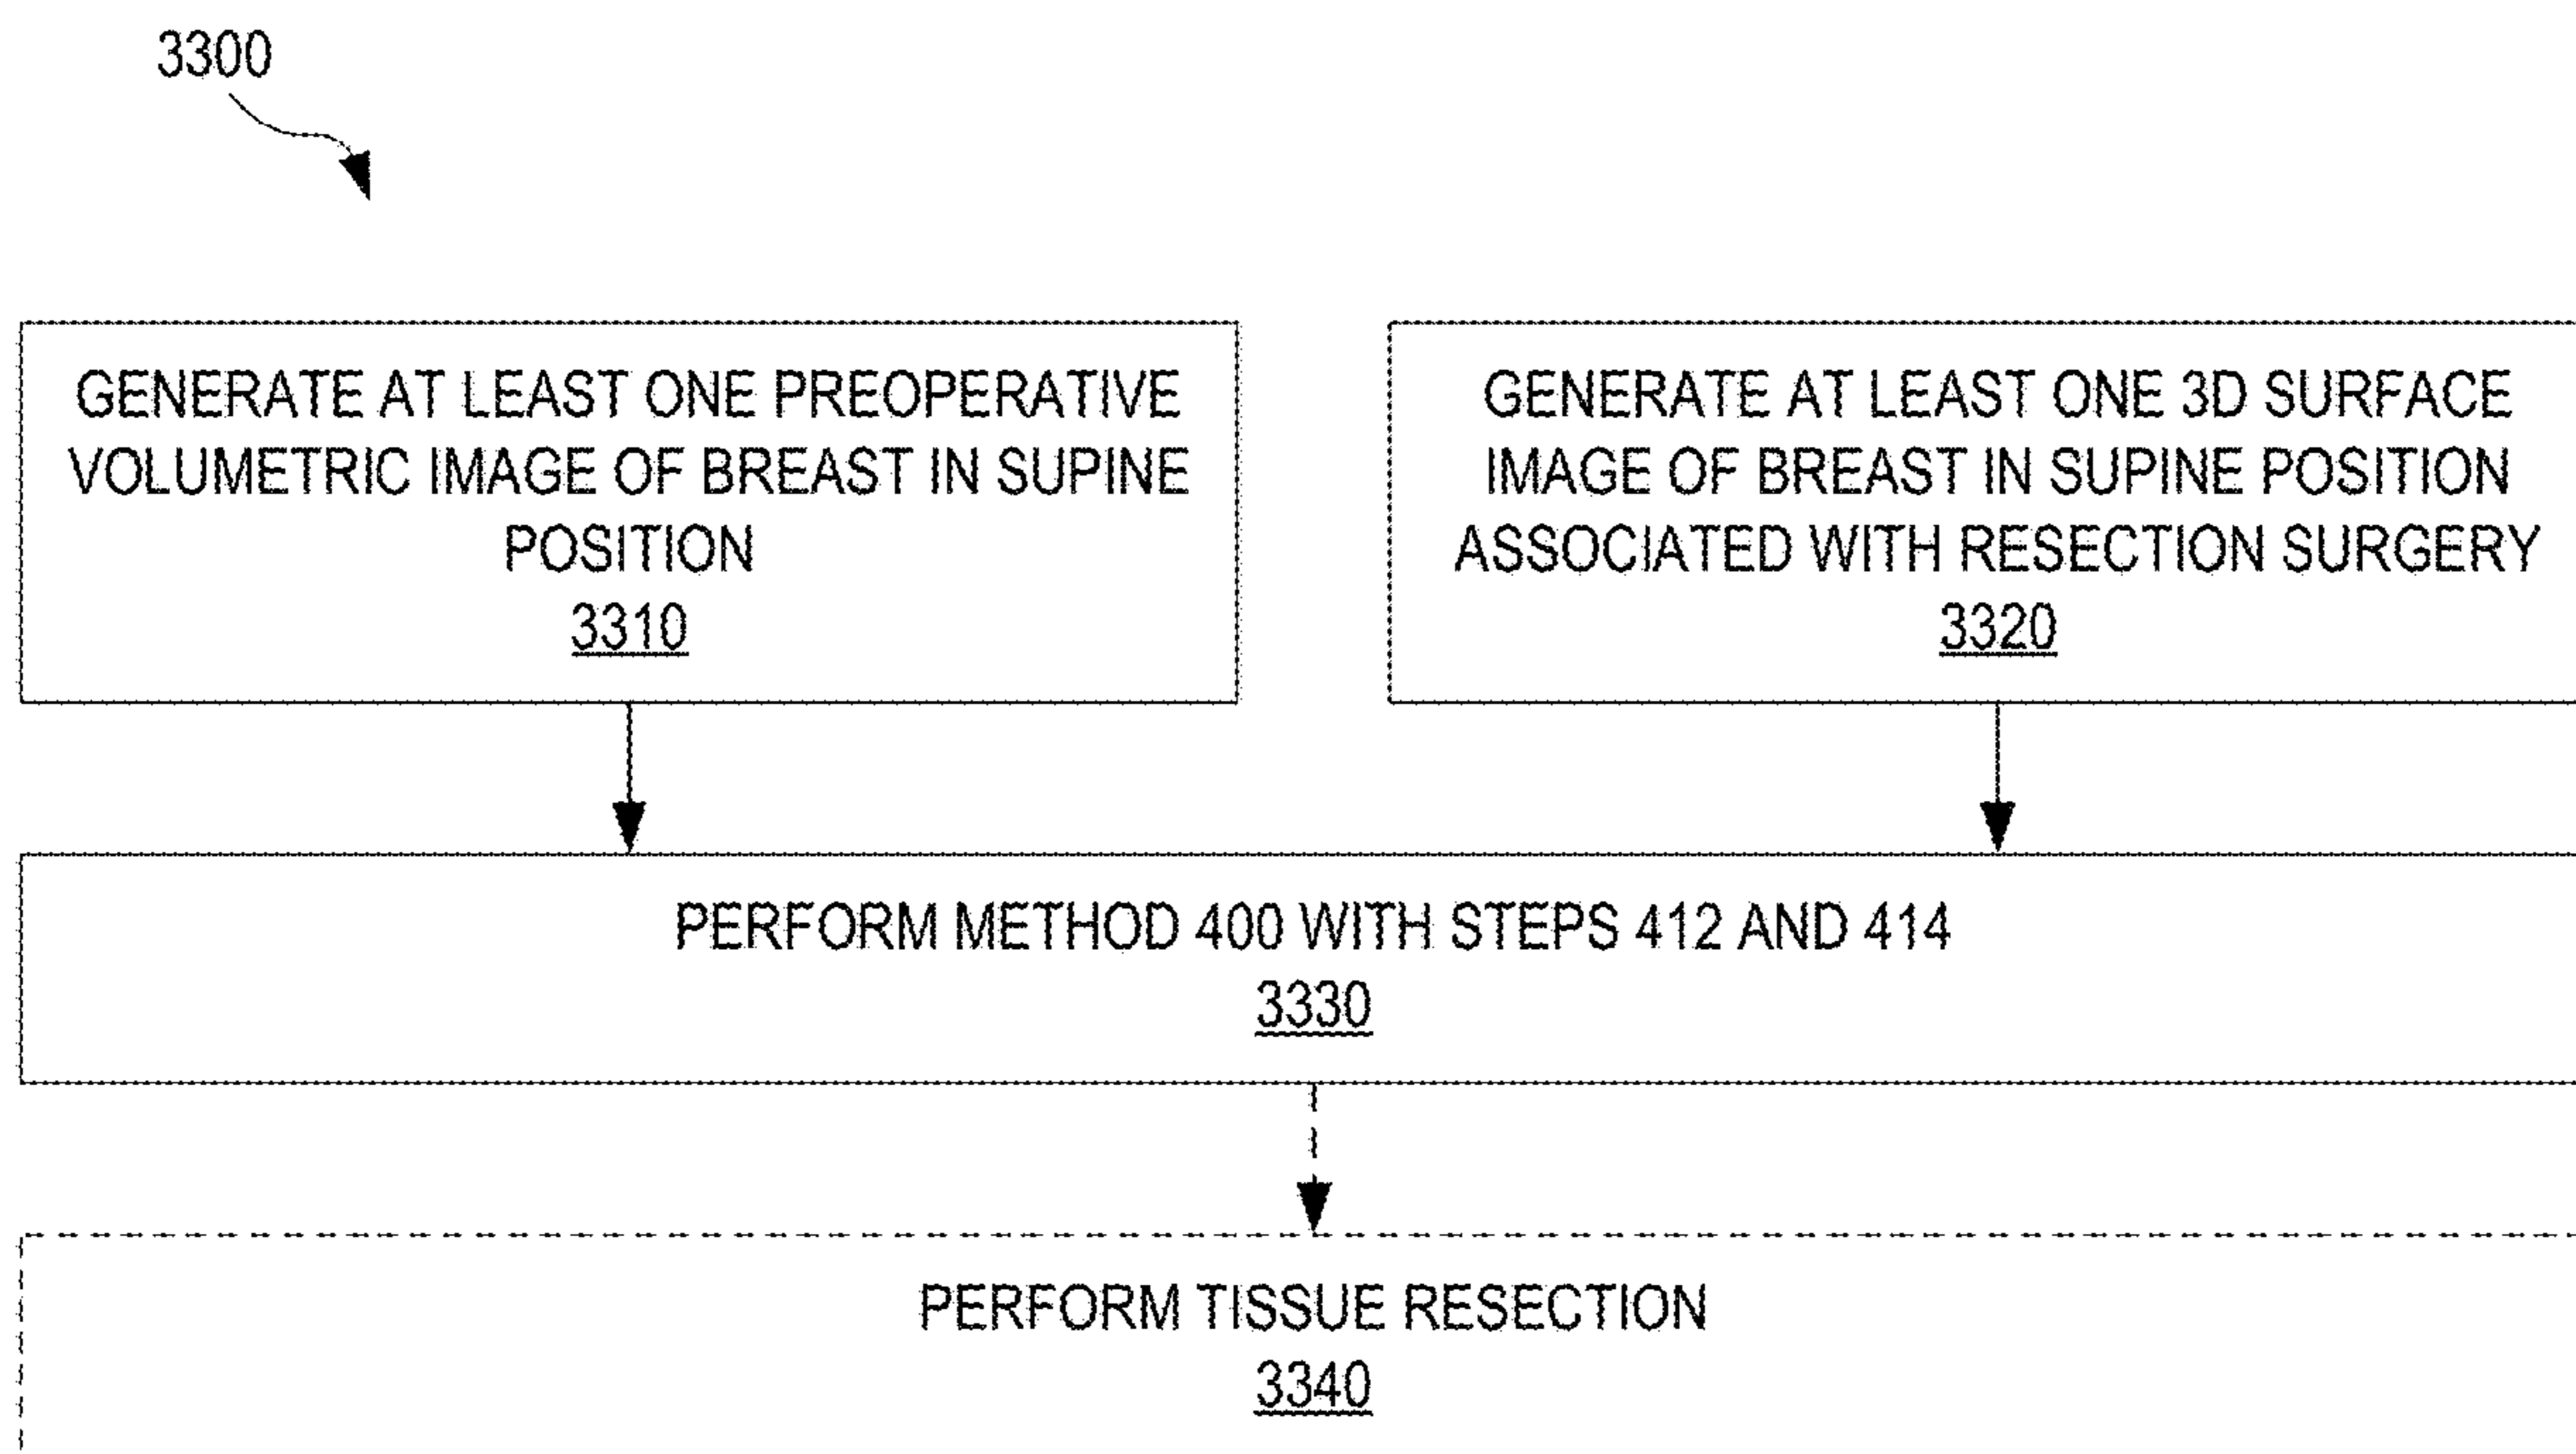 3300
GENERATE AT LEAST ONE PREOPERATIVE
VOLUMETRIC IMAGE OF BREAST IN SUPINE
POSITION
3310
GENERATE AT LEAST ONE 3D SURFACE
IMAGE OF BREAST IN SUPINE POSITION
ASSOCIATED WITH RESECTION SURGERY
3320
PERFORM METHOD 400 WITH STEPS 412 AND 414
3330
PERFORM TISSUE RESECTION
3340